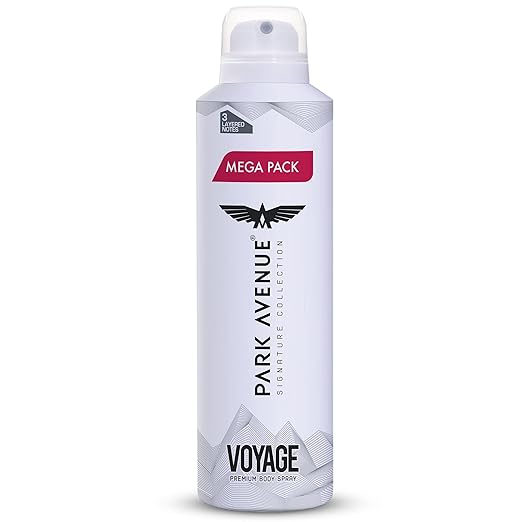 3
LAYERED
NOTES
MEGA PACK
PARK AVENUE®
SIGNATURE COLLECTION
VOYAGE
PREMIUM BODY SPRAY